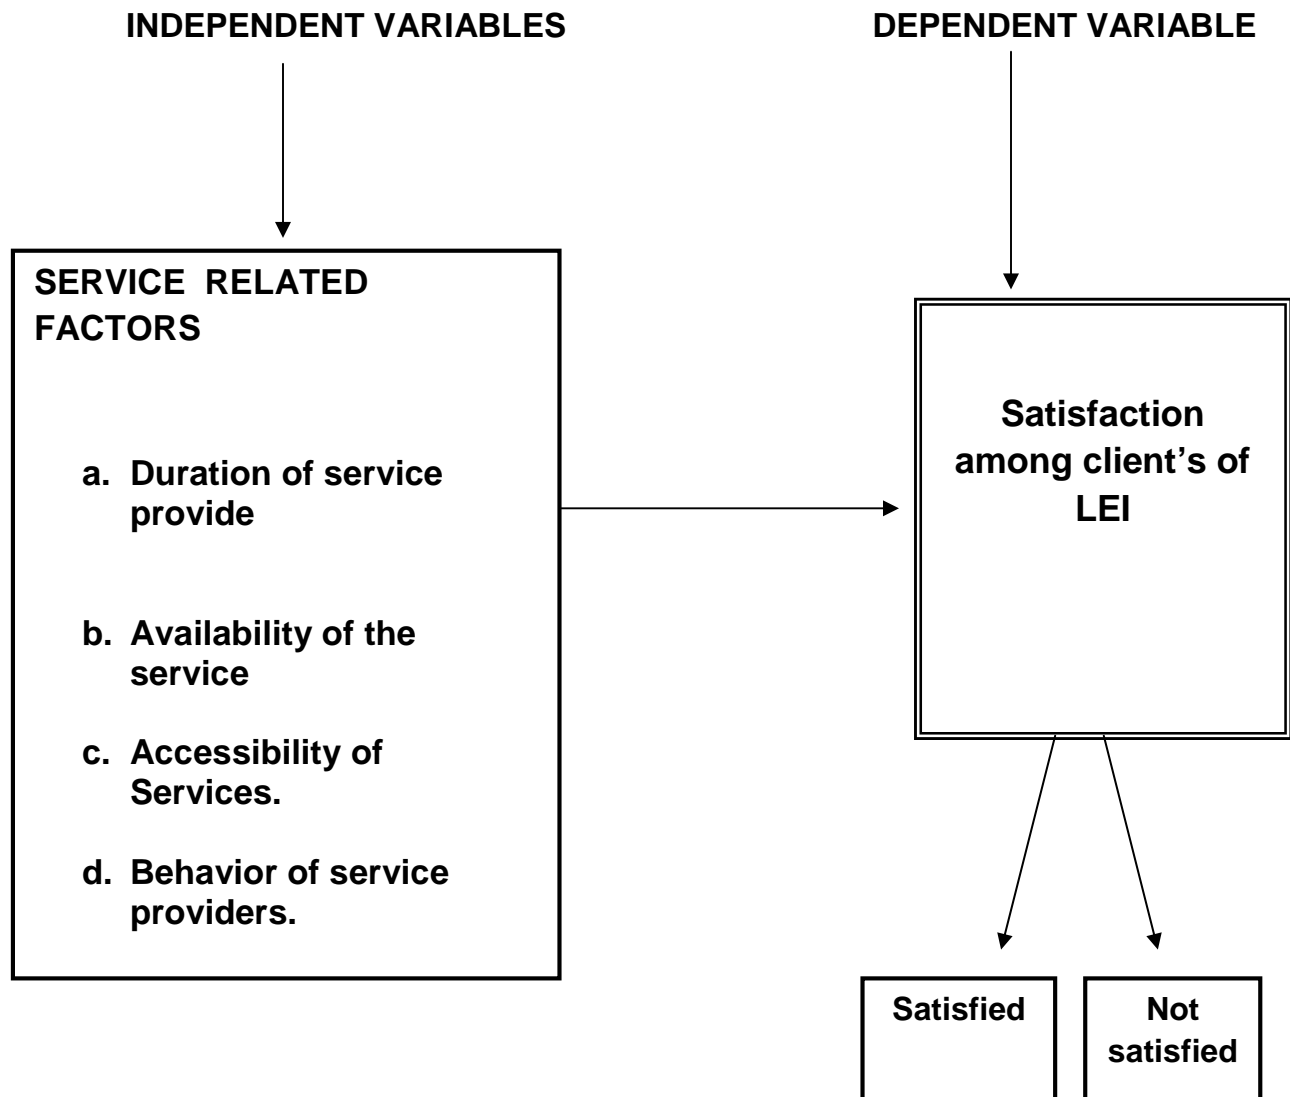 INDEPENDENT VARIABLES
DEPENDENT VARIABLE
SERVICE RELATED
FACTORS
a. Duration of service
provide
b. Availability of the
service
c. Accessibility of
Services.
d. Behavior of service
providers.
Satisfaction
among client’s of
LEI
Satisfied
Not
satisfied